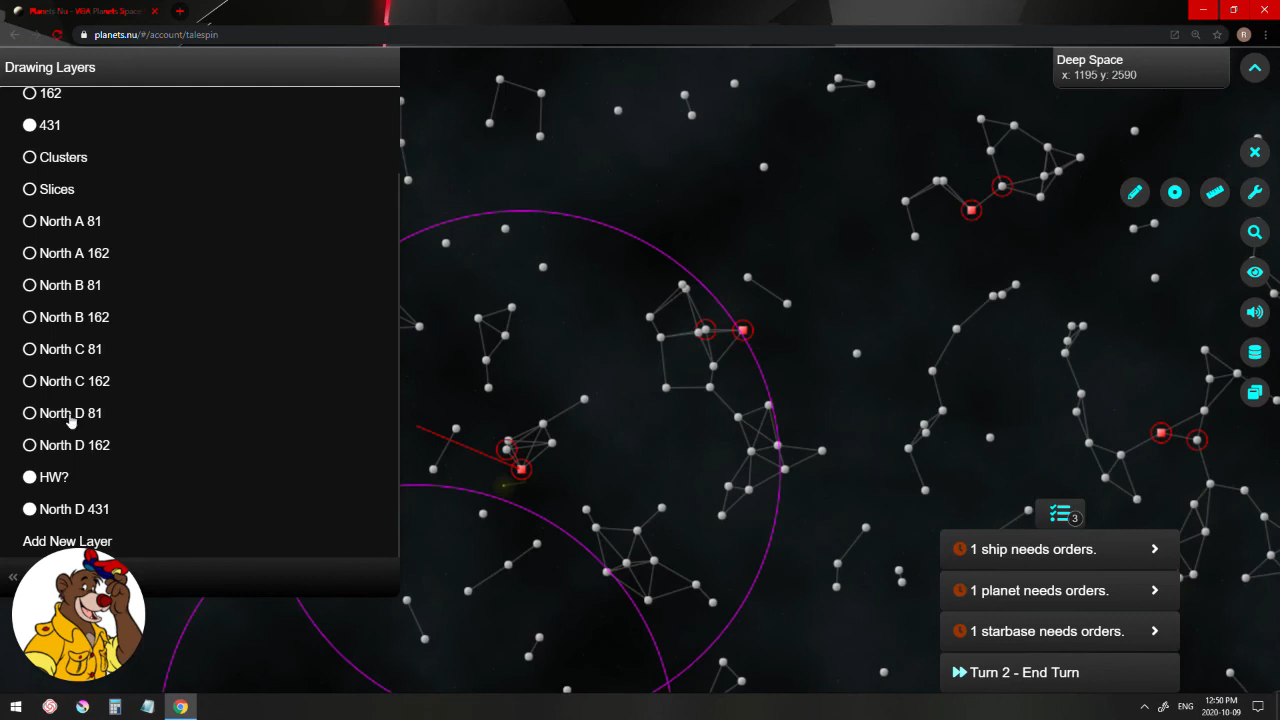 Planets Nu - VGA Planets Space
planets.nu/#/account/talespin
R
Drawing Layers
162
431
Clusters
Slices
North A 81
North A 162
North B 81
North B 162
North C 81
North C 162
North D 81
North D 162
HW?
North D 431
Add New Layer
Deep Space
x: 1195 y: 2590
3
1 ship needs orders.
1 planet needs orders.
1 starbase needs orders.
Turn 2 - End Turn
ENG
12:50 PM
2020-10-09